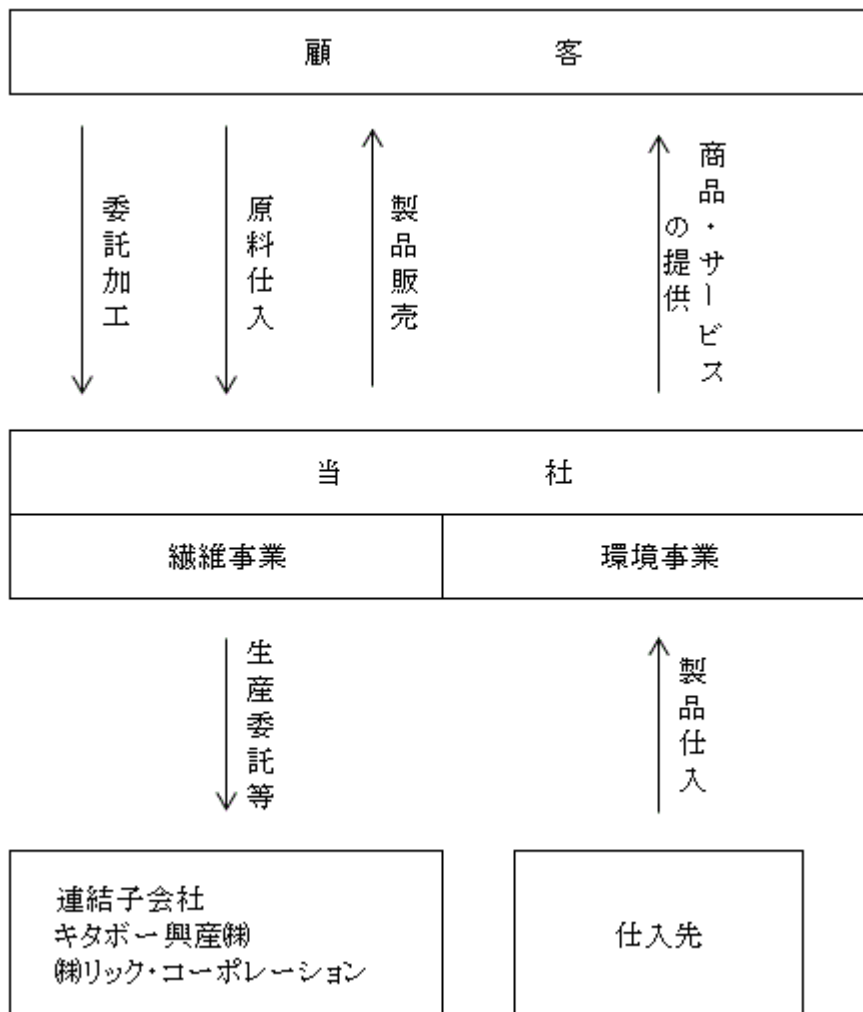 顧客
委託加工
原料仕入
製品販売
商品・サービス
の提供
当社
繊維事業
環境事業
生産委託等
製品仕入
連結子会社
キタボー興産㈱
㈱リック・コーポレーション
仕入先